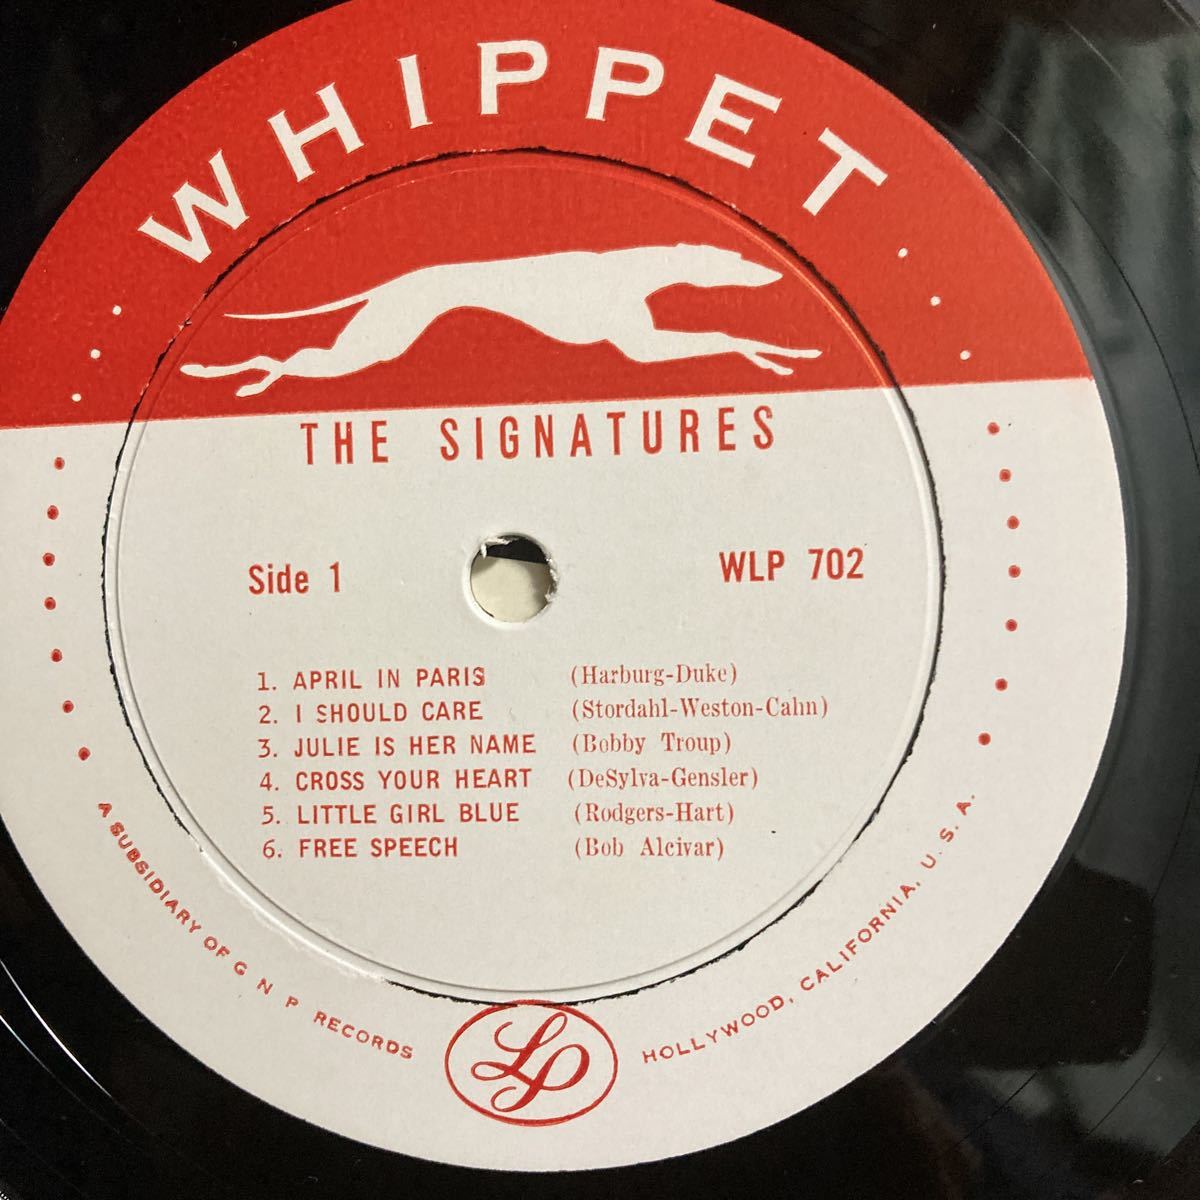 WHIPPET
THE SIGNATURES
Side 1
WLP 702
1. APRIL IN PARIS (Harburg-Duke)
2. I SHOULD CARE (Stordahl-Weston-Cahn)
3. JULIE IS HER NAME (Bobby Troup)
4. CROSS YOUR HEART (DeSylva-Gensler)
5. LITTLE GIRL BLUE (Rodgers-Hart)
6. FREE SPEECH (Bob Alcivar)
A SUBSIDIARY OF G N P RECORDS
LP
HOLLYWOOD, CALIFORNIA, U. S. A.